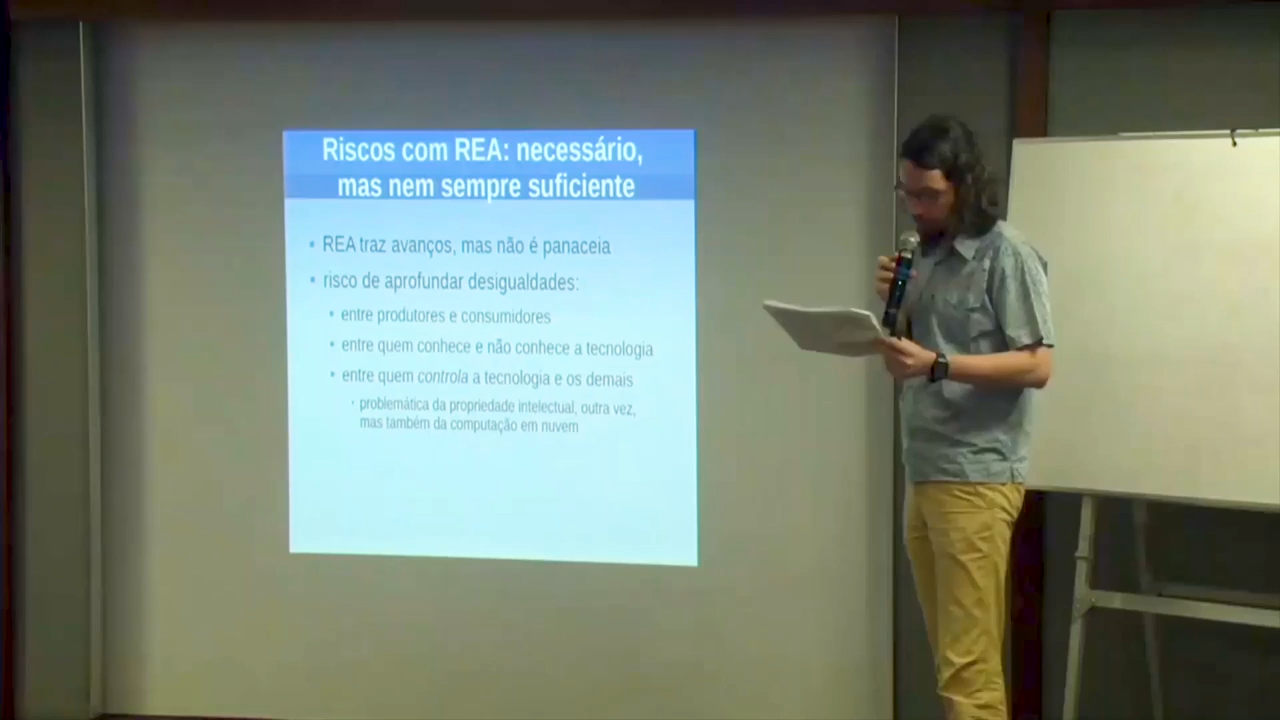 Riscos com REA: necessário,
mas nem sempre suficiente
• REA traz avanços, mas não é panaceia
• risco de aprofundar desigualdades:
• entre produtores e consumidores
• entre quem conhece e não conhece a tecnologia
• entre quem controla a tecnologia e os demais
• problemática da propriedade intelectual, outra vez,
mas também da computação em nuvem